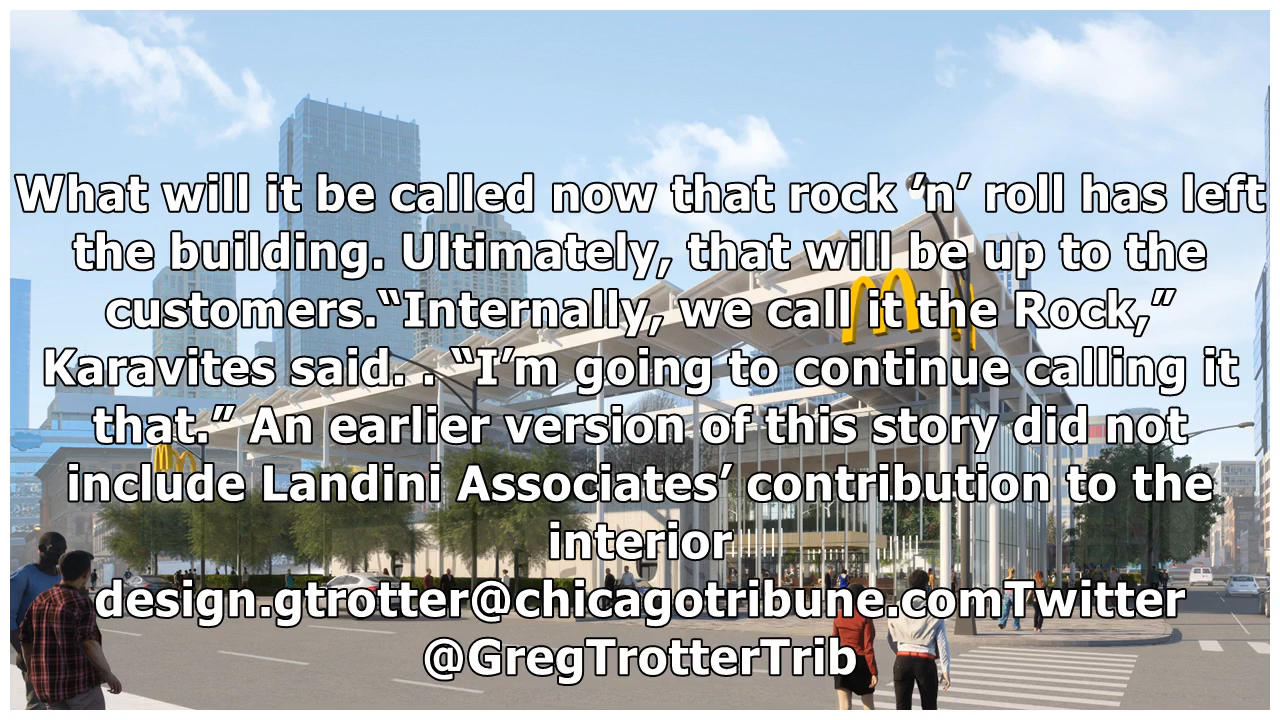 What will it be called now that rock ’n’ roll has left
the building. Ultimately, that will be up to the
customers.“Internally, we call it the Rock,”
Karavites said. . “I’m going to continue calling it
that.” An earlier version of this story did not
include Landini Associates’ contribution to the
interior
design.gtrotter@chicagotribune.comTwitter
@GregTrotterTrib